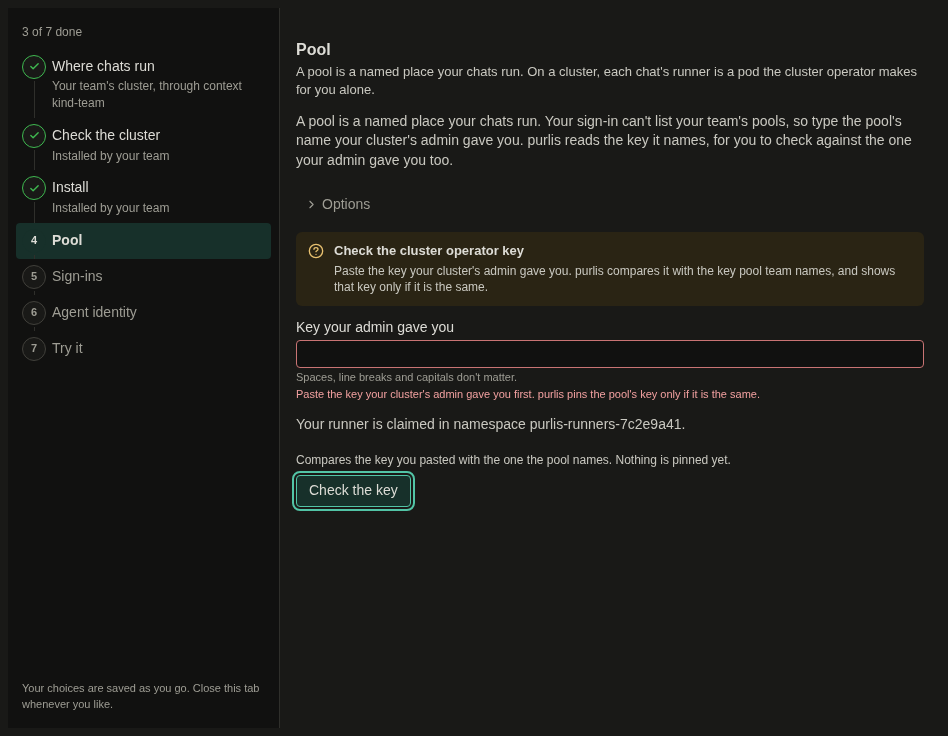 3 of 7 done
Where chats run
Your team's cluster, through context
kind-team
Check the cluster
Installed by your team
Install
Installed by your team
4 Pool
5 Sign-ins
6 Agent identity
7 Try it
Your choices are saved as you go. Close this tab
whenever you like.
Pool
A pool is a named place your chats run. On a cluster, each chat's runner is a pod the cluster operator makes
for you alone.
A pool is a named place your chats run. Your sign-in can't list your team's pools, so type the pool's
name your cluster's admin gave you. purlis reads the key it names, for you to check against the one
your admin gave you too.
Options
Check the cluster operator key
Paste the key your cluster's admin gave you. purlis compares it with the key pool team names, and shows
that key only if it is the same.
Key your admin gave you
Spaces, line breaks and capitals don't matter.
Paste the key your cluster's admin gave you first. purlis pins the pool's key only if it is the same.
Your runner is claimed in namespace purlis-runners-7c2e9a41.
Compares the key you pasted with the one the pool names. Nothing is pinned yet.
Check the key